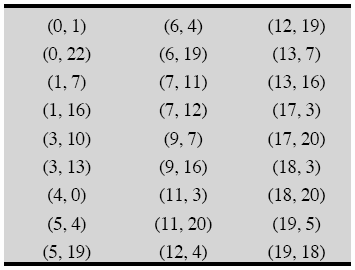 (0, 1) (6, 4) (12, 19)
(0, 22) (6, 19) (13, 7)
(1, 7) (7, 11) (13, 16)
(1, 16) (7, 12) (17, 3)
(3, 10) (9, 7) (17, 20)
(3, 13) (9, 16) (18, 3)
(4, 0) (11, 3) (18, 20)
(5, 4) (11, 20) (19, 5)
(5, 19) (12, 4) (19, 18)